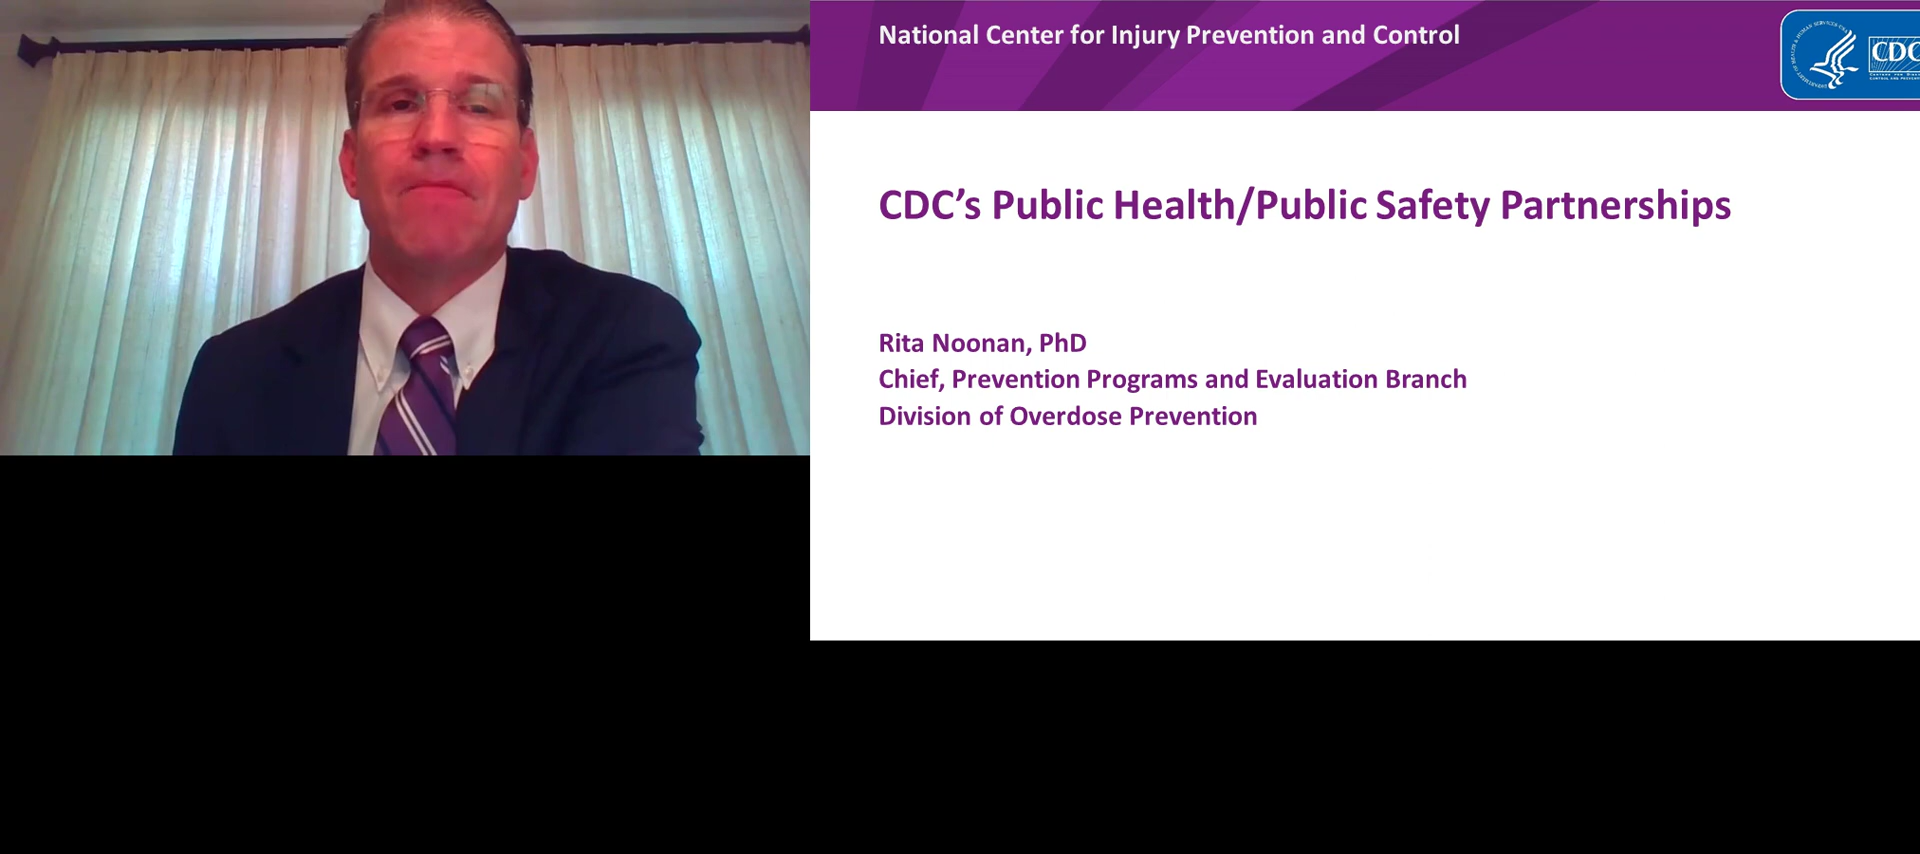 National Center for Injury Prevention and Control
CDC
CDC’s Public Health/Public Safety Partnerships
Rita Noonan, PhD
Chief, Prevention Programs and Evaluation Branch
Division of Overdose Prevention